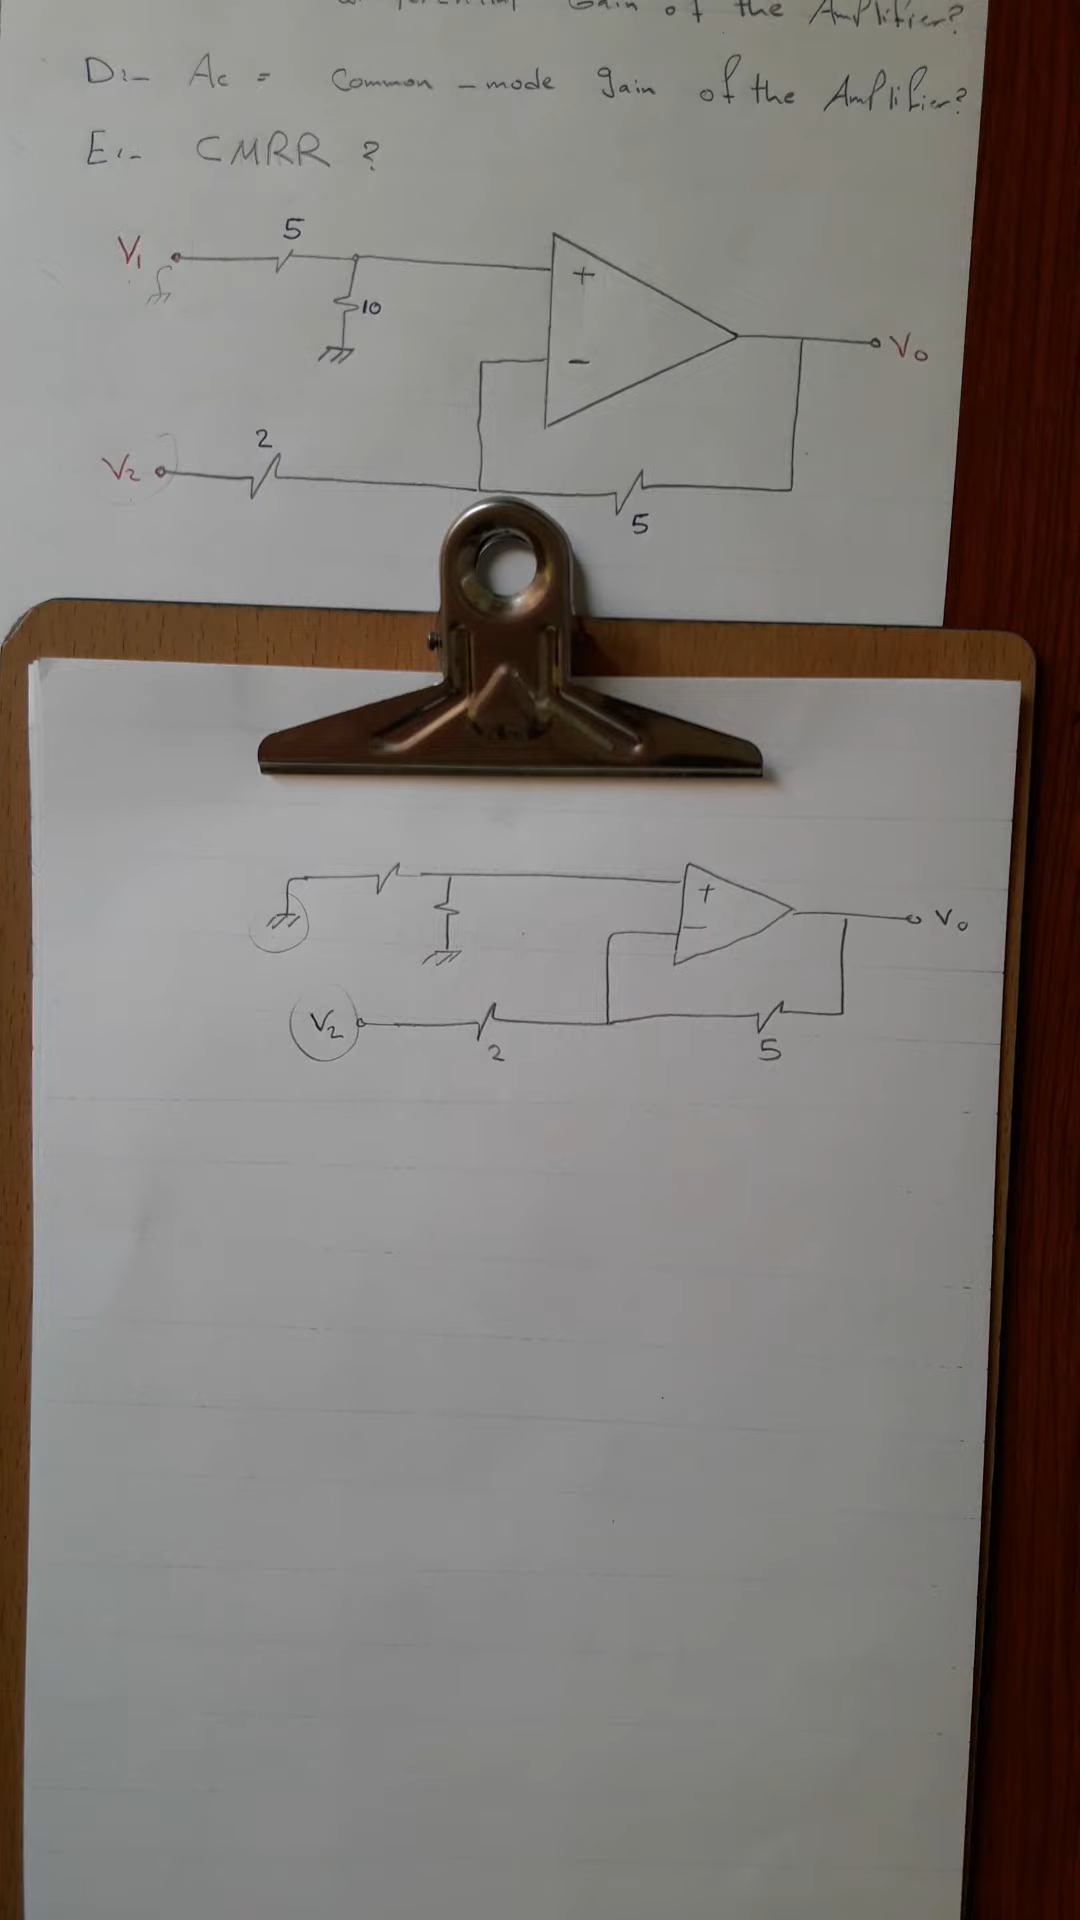 Gain of the Amplifier?
D:- Ac = Common - mode gain of the Amplifier?
E:- CMRR ?
5
V1
+
10
-
Vo
2
V2
5
+
-
Vo
V2
2
5